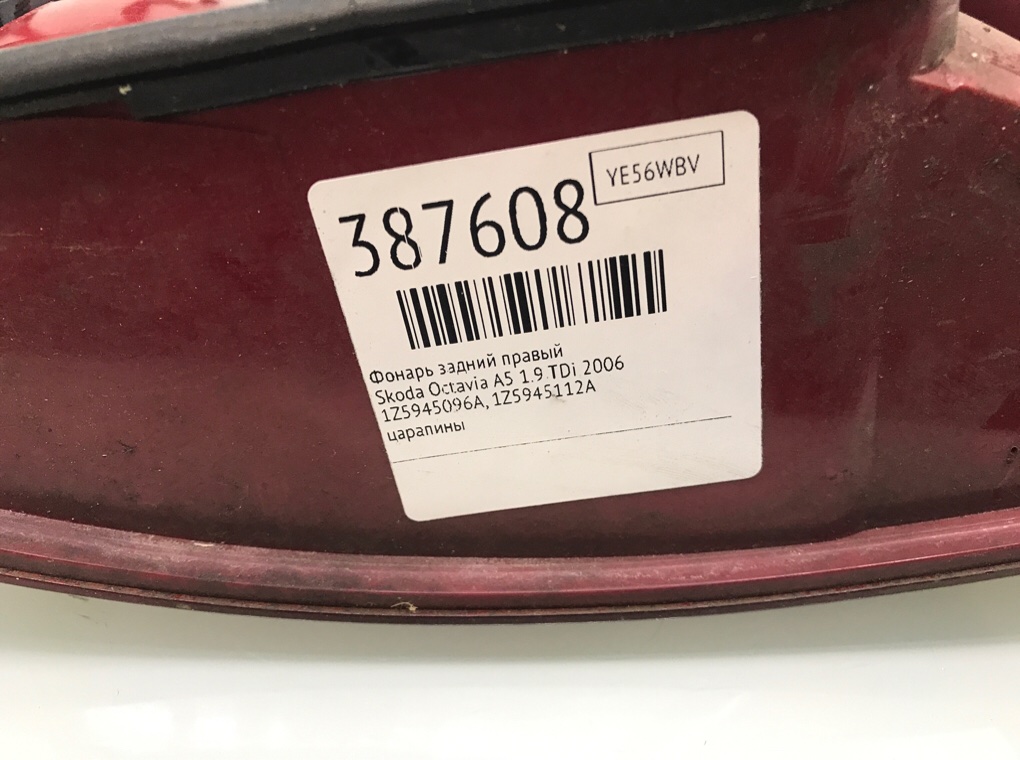 YE56WBV
387608
Фонарь задний правый
Skoda Octavia A5 1.9 TDi 2006
1Z5945096A, 1Z5945112A
царапины